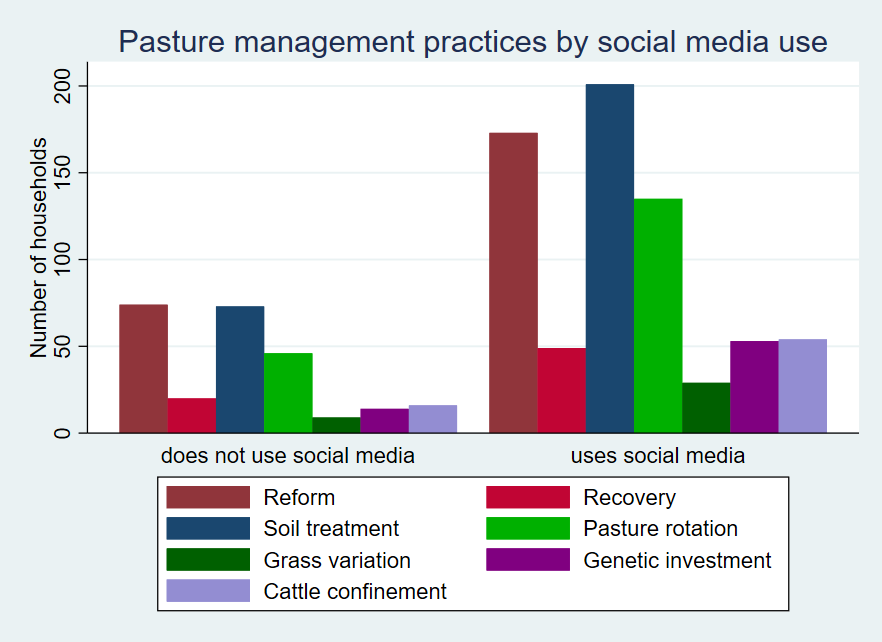 Pasture management practices by social media use
Number of households
200
150
100
50
0
does not use social media
uses social media
Reform
Recovery
Soil treatment
Pasture rotation
Grass variation
Genetic investment
Cattle confinement